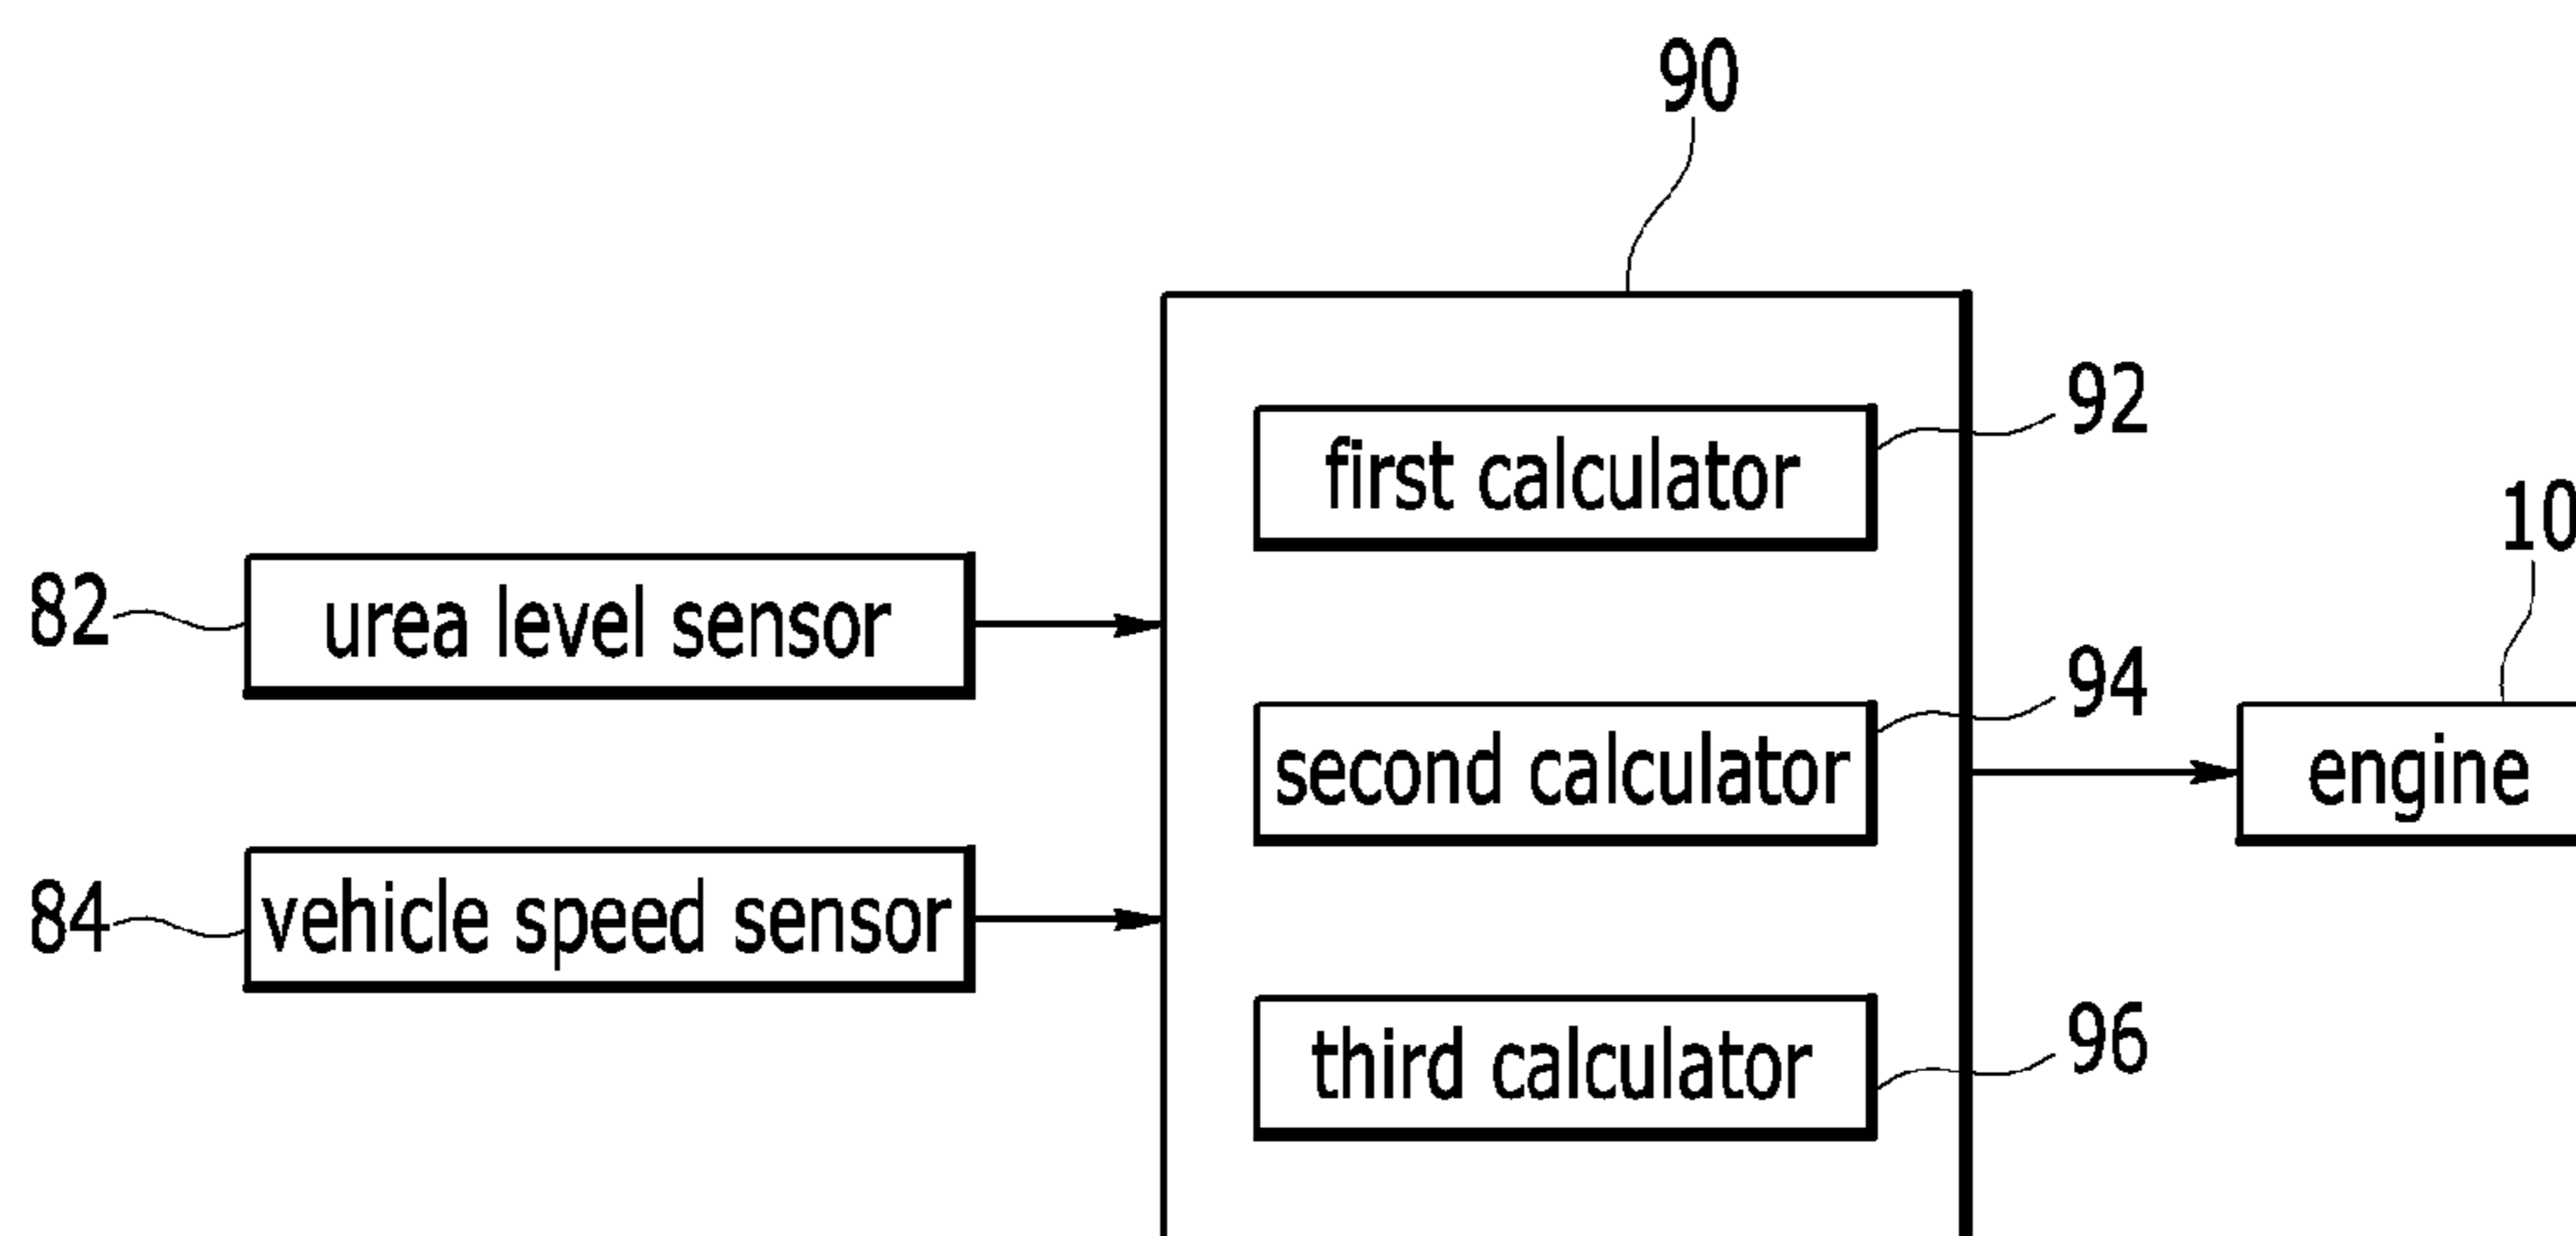 90
92
first calculator
10
82
urea level sensor
94
second calculator
engine
84
vehicle speed sensor
96
third calculator